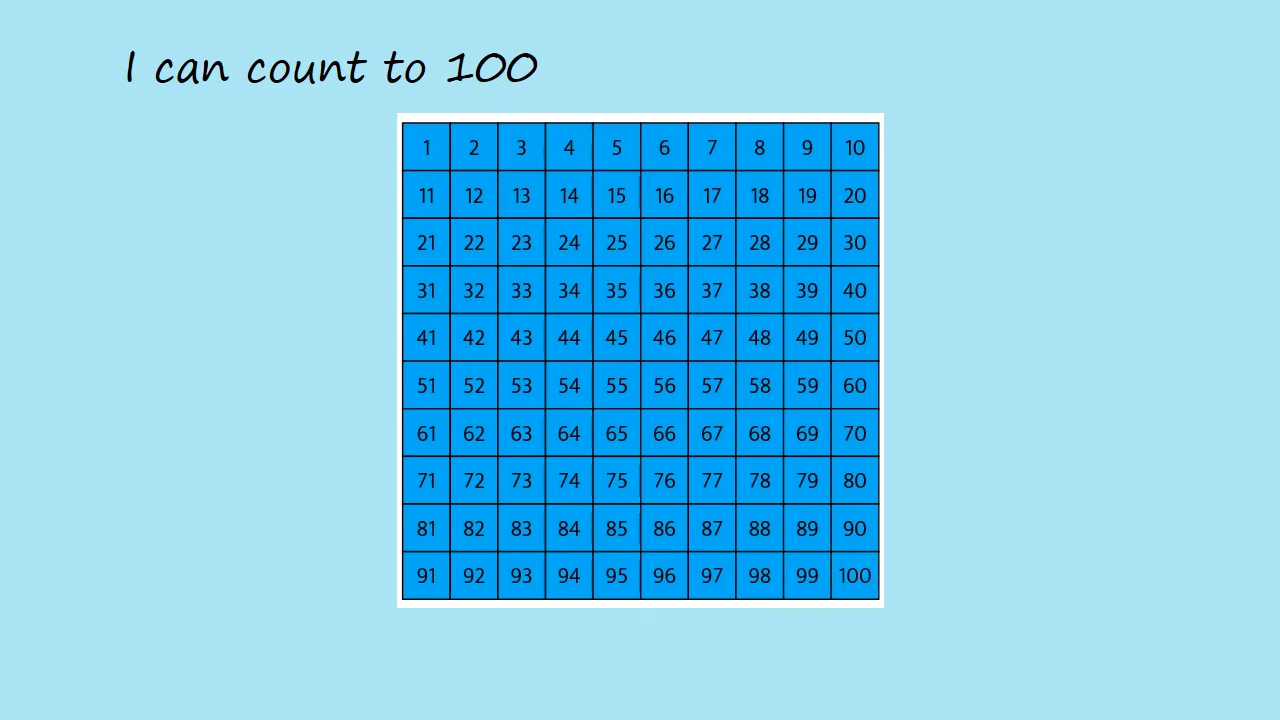 I can count to 100
1 2 3 4 5 6 7 8 9 10
11 12 13 14 15 16 17 18 19 20
21 22 23 24 25 26 27 28 29 30
31 32 33 34 35 36 37 38 39 40
41 42 43 44 45 46 47 48 49 50
51 52 53 54 55 56 57 58 59 60
61 62 63 64 65 66 67 68 69 70
71 72 73 74 75 76 77 78 79 80
81 82 83 84 85 86 87 88 89 90
91 92 93 94 95 96 97 98 99 100